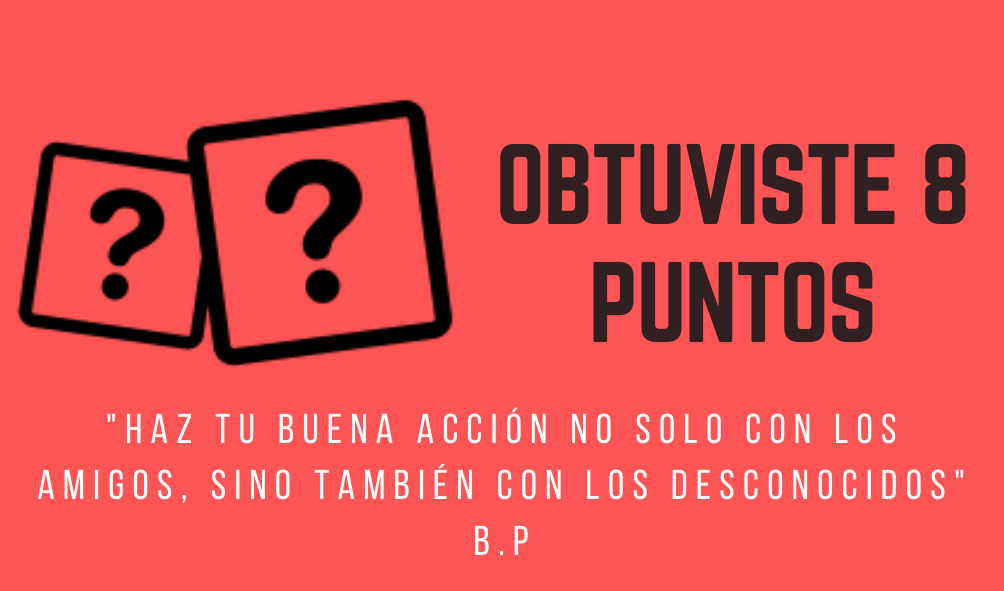 ?
?
OBTUVISTE 8
PUNTOS
"HAZ TU BUENA ACCIÓN NO SOLO CON LOS
AMIGOS, SINO TAMBIÉN CON LOS DESCONOCIDOS"
B.P